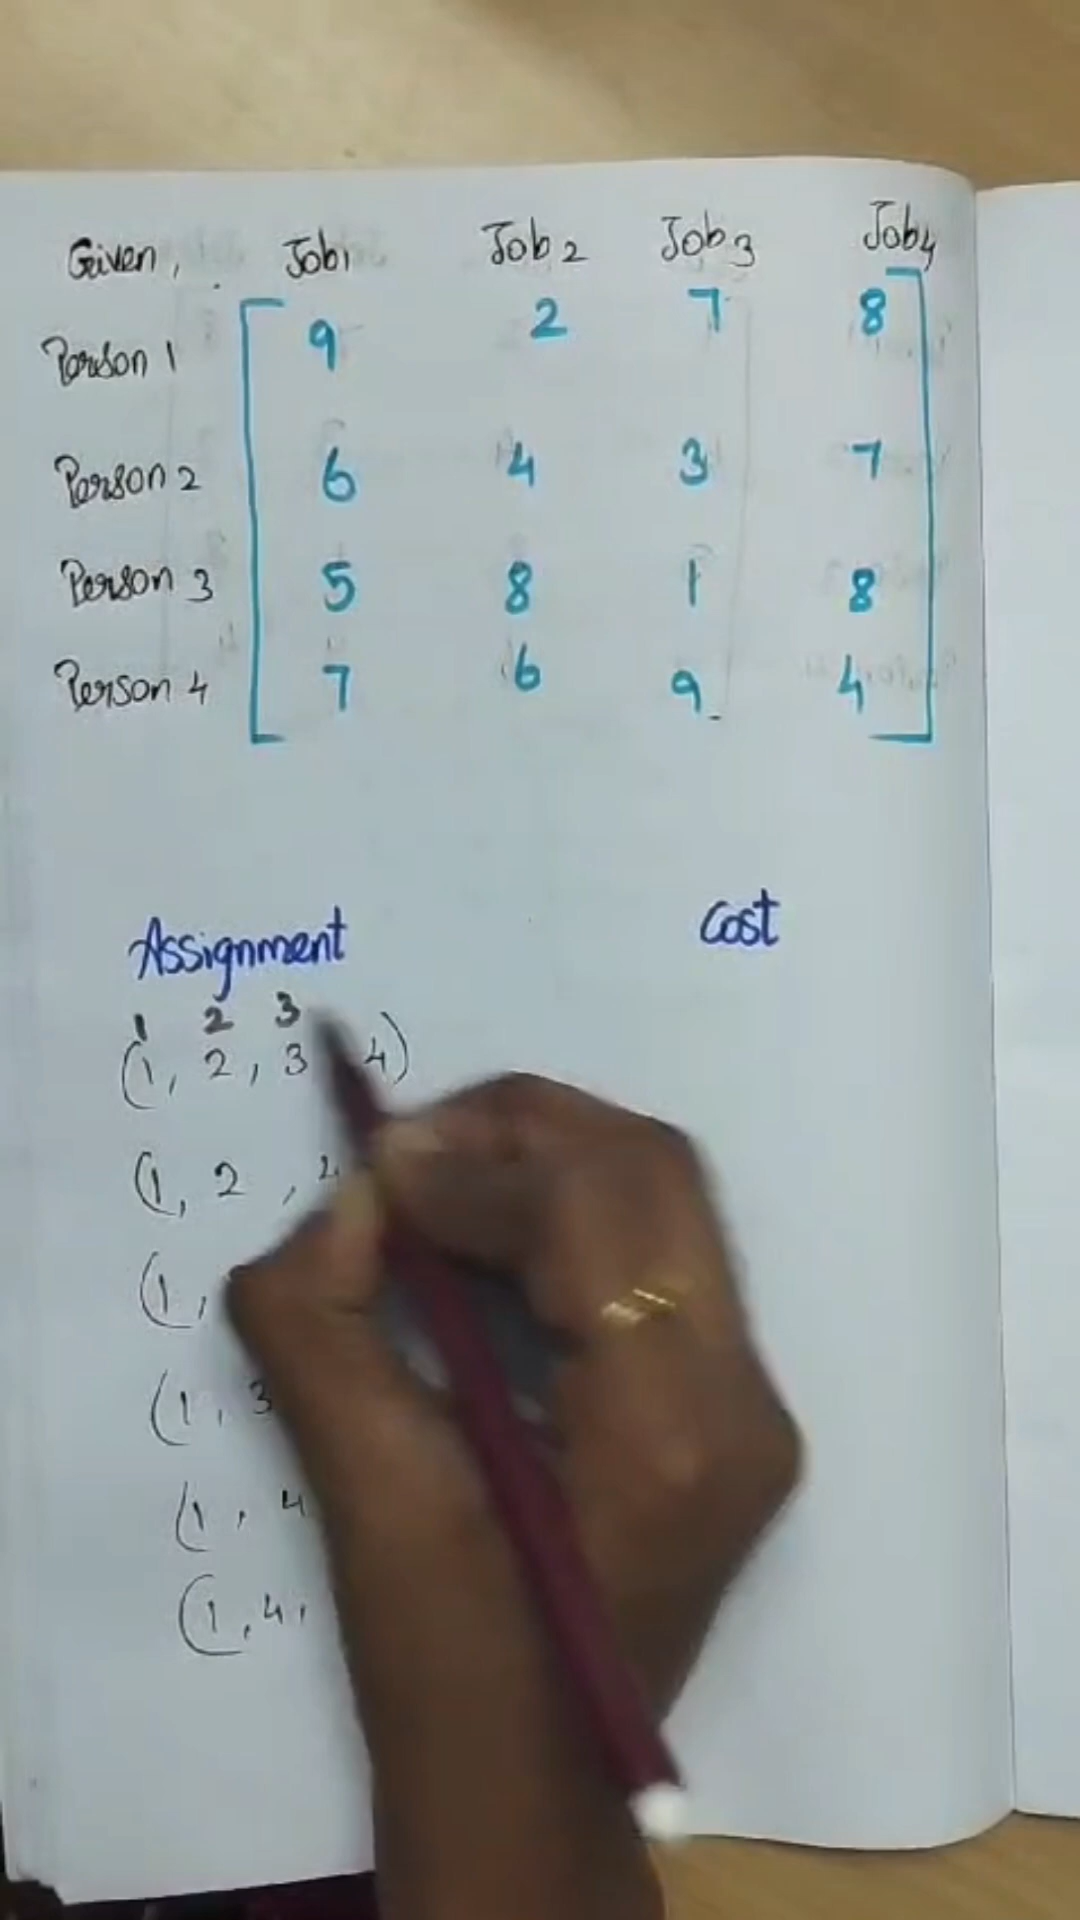 Given, Job1 Job2 Job3 Job4
Person 1 9 2 7 8
Person 2 6 4 3 7
Person 3 5 8 1 8
Person 4 7 6 9 4
Assignment Cost
1 2 3
(1, 2, 3 4)
(1, 2, 4
(1,
(1, 3
(1, 4
(1, 4,